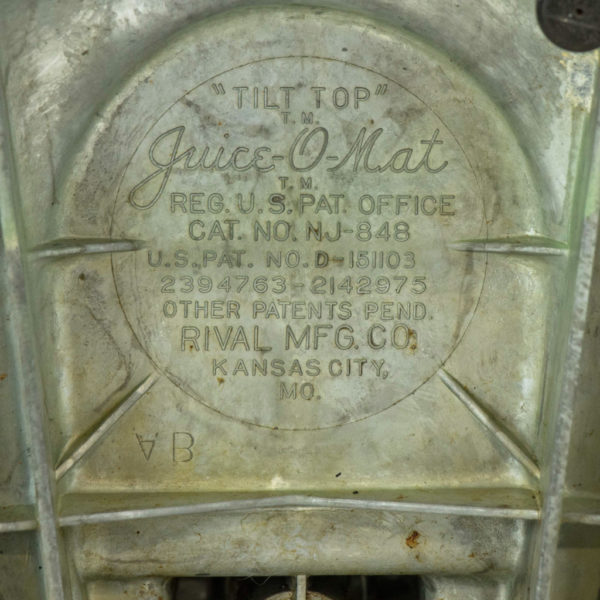 "TILT TOP"
T.M.
Juice-O-Mat
T.M.
REG. U.S. PAT. OFFICE
CAT. NO. NJ-848
U.S. PAT. NO. D-151103
2394763-2142975
OTHER PATENTS PEND.
RIVAL MFG. CO.
KANSAS CITY,
MO.
A B